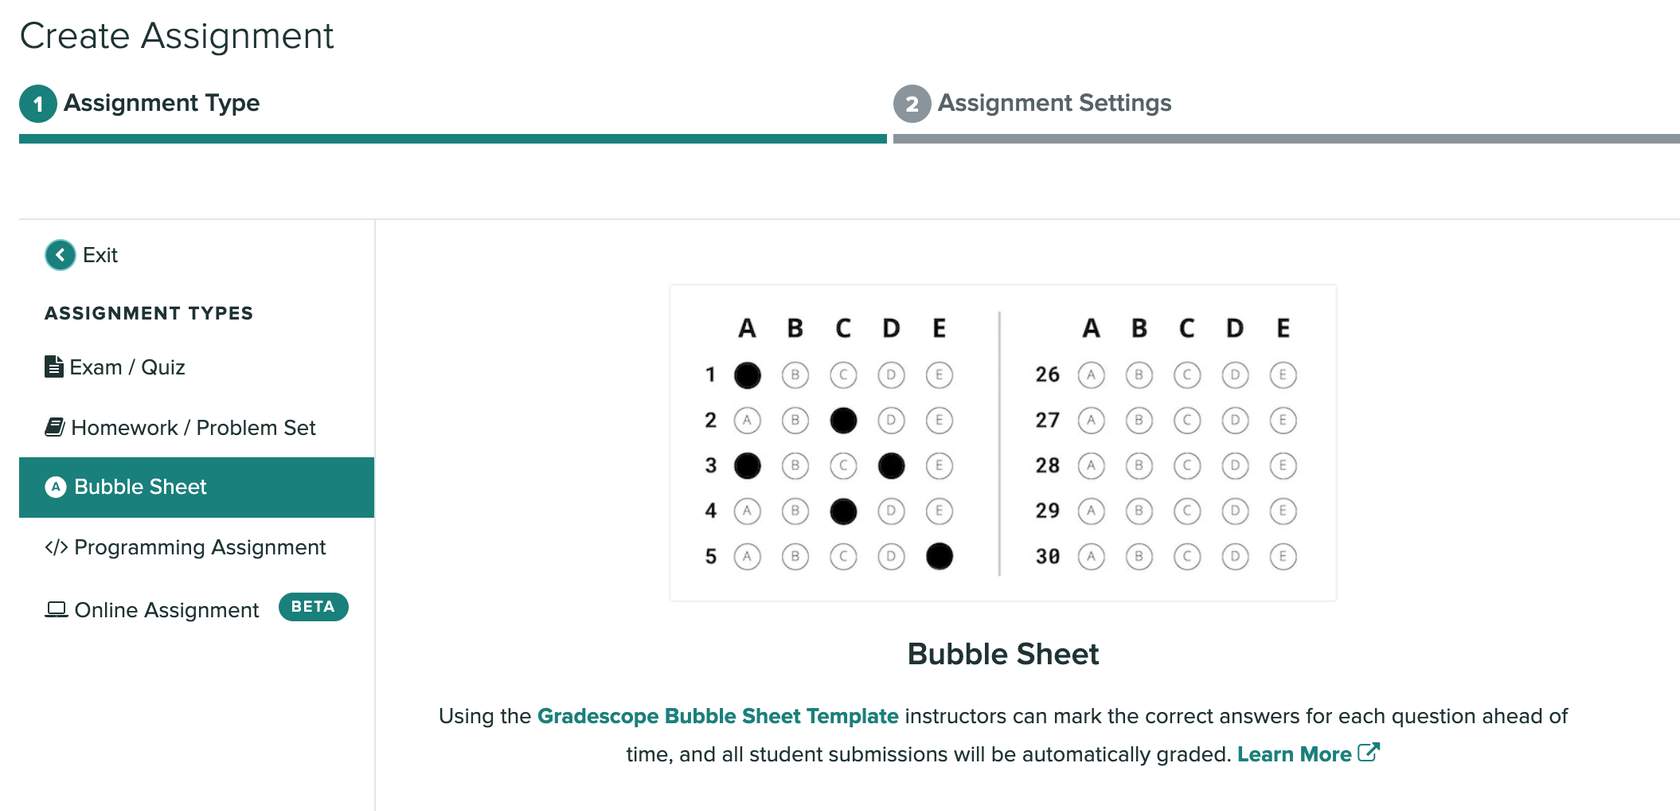 Create Assignment
1 Assignment Type
2 Assignment Settings
Exit
ASSIGNMENT TYPES
Exam / Quiz
Homework / Problem Set
A Bubble Sheet
</> Programming Assignment
Online Assignment BETA
A B C D E
1 B C D E
2 A B D E
3 B C E
4 A B D E
5 A B C D
A B C D E
26 A B C D E
27 A B C D E
28 A B C D E
29 A B C D E
30 A B C D E
Bubble Sheet
Using the Gradescope Bubble Sheet Template instructors can mark the correct answers for each question ahead of
time, and all student submissions will be automatically graded. Learn More